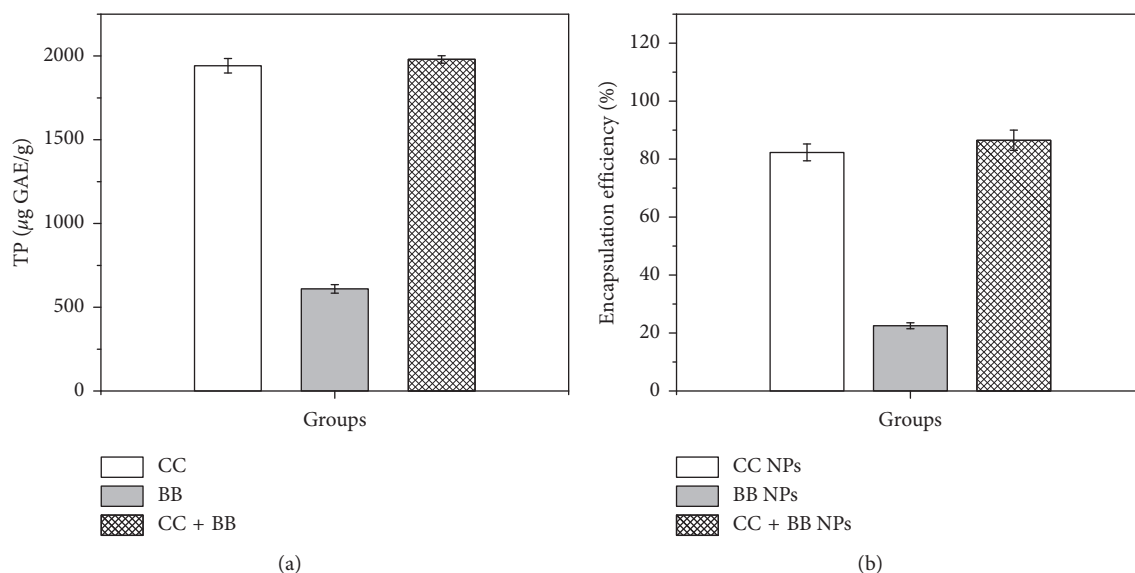 2000
1500
1000
500
0
TP (μg GAE/g)
Groups
CC
BB
CC + BB
(a)
120
100
80
60
40
20
0
Encapsulation efficiency (%)
Groups
CC NPs
BB NPs
CC + BB NPs
(b)